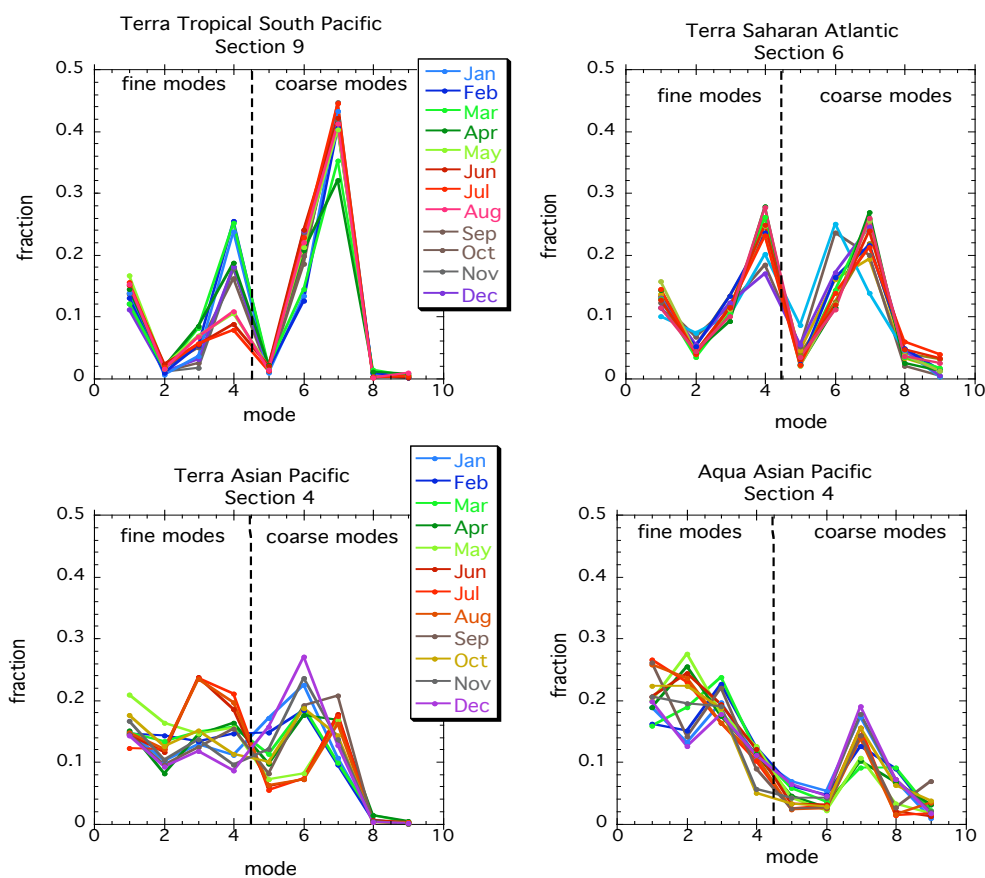 Terra Tropical South Pacific
Section 9
0.5
0.4
0.3
0.2
0.1
0
fraction
fine modes
coarse modes
0
2
4
6
8
10
mode
Jan
Feb
Mar
Apr
May
Jun
Jul
Aug
Sep
Oct
Nov
Dec
Terra Saharan Atlantic
Section 6
0.5
0.4
0.3
0.2
0.1
0
fraction
fine modes
coarse modes
0
2
4
6
8
10
mode
Terra Asian Pacific
Section 4
0.5
0.4
0.3
0.2
0.1
0
fraction
fine modes
coarse modes
0
2
4
6
8
10
mode
Jan
Feb
Mar
Apr
May
Jun
Jul
Aug
Sep
Oct
Nov
Dec
Aqua Asian Pacific
Section 4
0.5
0.4
0.3
0.2
0.1
0
fraction
fine modes
coarse modes
0
2
4
6
8
10
mode